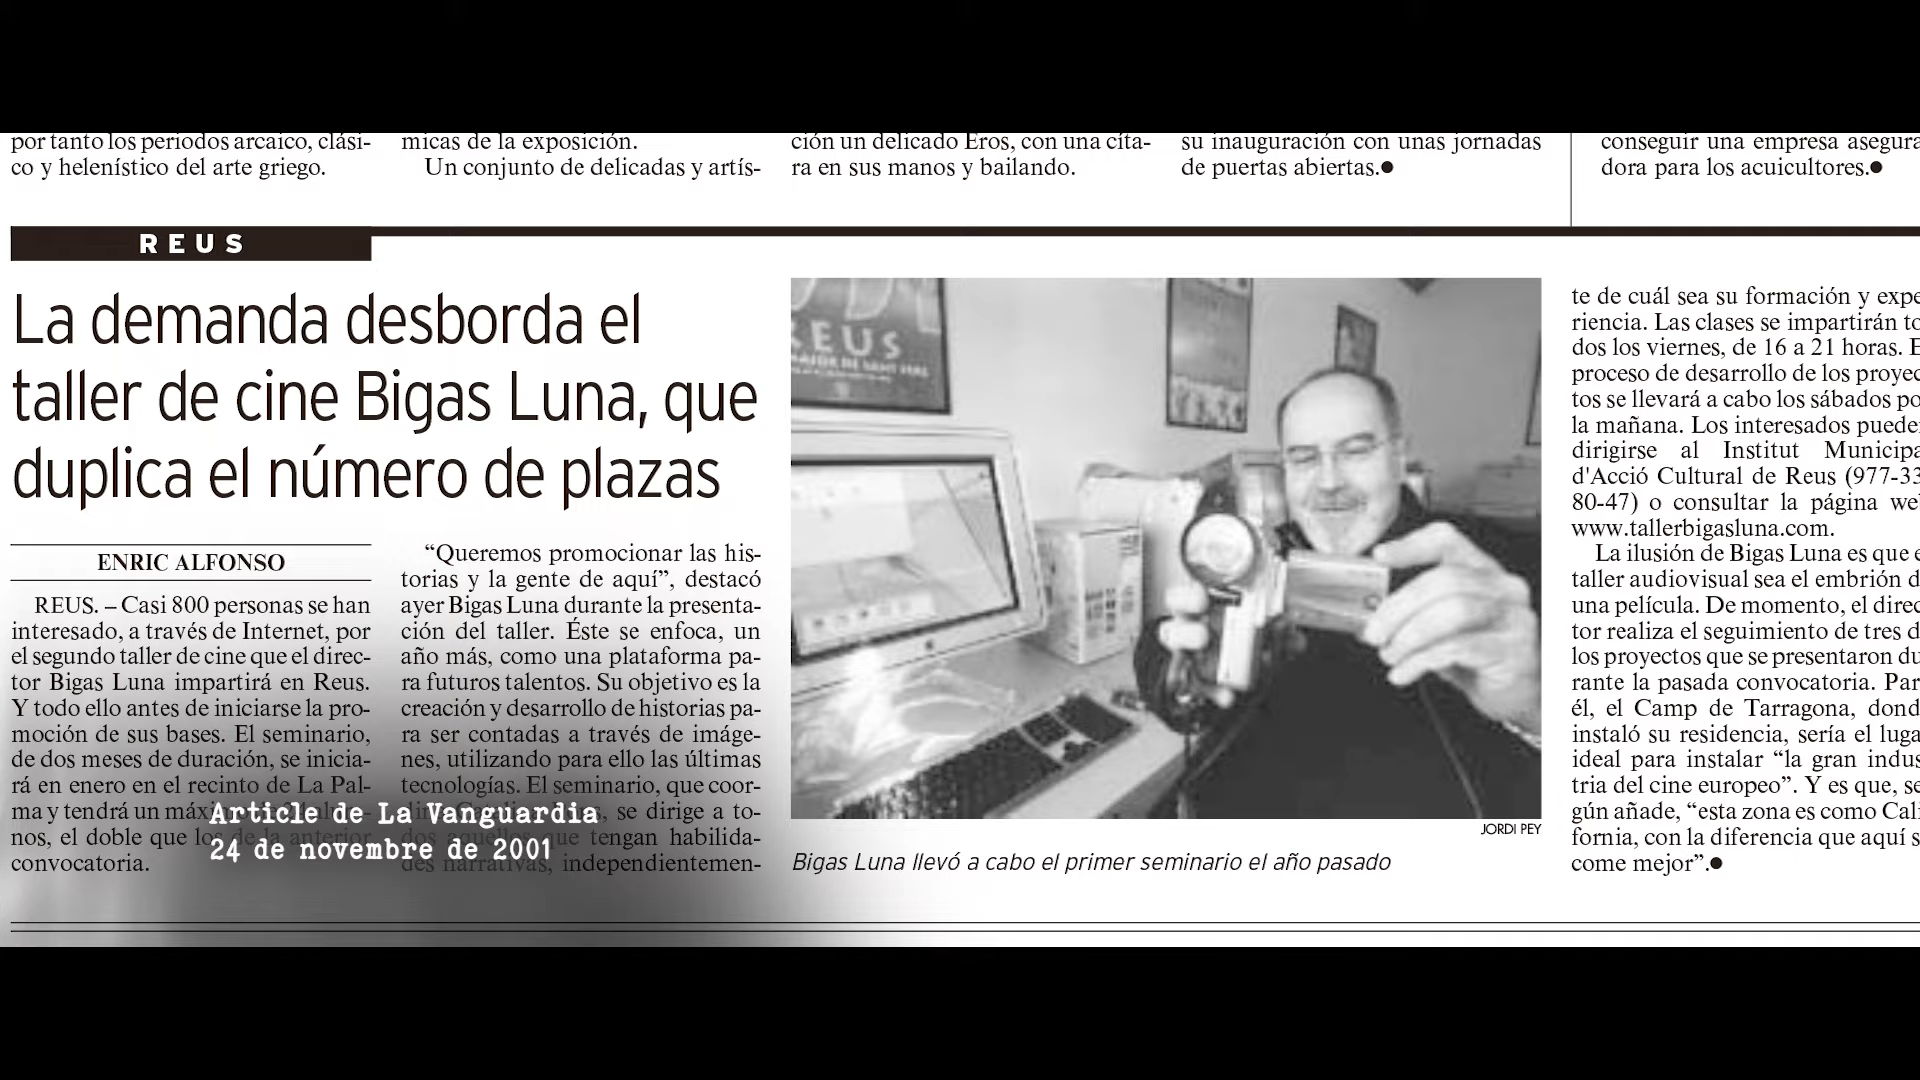 por tanto los periodos arcaico, clási-
co y helenístico del arte griego.
micas de la exposición.
Un conjunto de delicadas y artís-
ción un delicado Eros, con una cíta-
ra en sus manos y bailando.
su inauguración con unas jornadas
de puertas abiertas.●
conseguir una empresa asegura
dora para los acuicultores.●
REUS
La demanda desborda el
taller de cine Bigas Luna, que
duplica el número de plazas
ENRIC ALFONSO
REUS. – Casi 800 personas se han
interesado, a través de Internet, por
el segundo taller de cine que el direc-
tor Bigas Luna impartirá en Reus.
Y todo ello antes de iniciarse la pro-
moción de sus bases. El seminario,
de dos meses de duración, se inicia-
rá en enero en el recinto de La Pal-
ma y tendrá un
nos, el doble que los de la anterior
convocatoria.
“Queremos promocionar las his-
torias y la gente de aquí”, destacó
ayer Bigas Luna durante la presenta-
ción del taller. Éste se enfoca, un
año más, como una plataforma pa-
ra futuros talentos. Su objetivo es la
creación y desarrollo de historias pa-
ra ser contadas a través de imáge-
nes, utilizando para ello las últimas
tecnologías. El seminario, que coor-
se dirige a to-
dos aquellos que tengan habilida-
des narrativas, independientemen-
REUS
JORDI PEY
Bigas Luna llevó a cabo el primer seminario el año pasado
te de cuál sea su formación y expe
riencia. Las clases se impartirán to
dos los viernes, de 16 a 21 horas. E
proceso de desarrollo de los proyec
tos se llevará a cabo los sábados po
la mañana. Los interesados puede
dirigirse al Institut Municipa
d'Acció Cultural de Reus (977-33
80-47) o consultar la página we
www.tallerbigasluna.com.
La ilusión de Bigas Luna es que e
taller audiovisual sea el embrión d
una película. De momento, el direc
tor realiza el seguimiento de tres d
los proyectos que se presentaron du
rante la pasada convocatoria. Par
él, el Camp de Tarragona, dond
instaló su residencia, sería el luga
ideal para instalar “la gran indus
tria del cine europeo”. Y es que, se
gún añade, “esta zona es como Cali
fornia, con la diferencia que aquí s
come mejor”.●
Article de La Vanguardia
24 de novembre de 2001